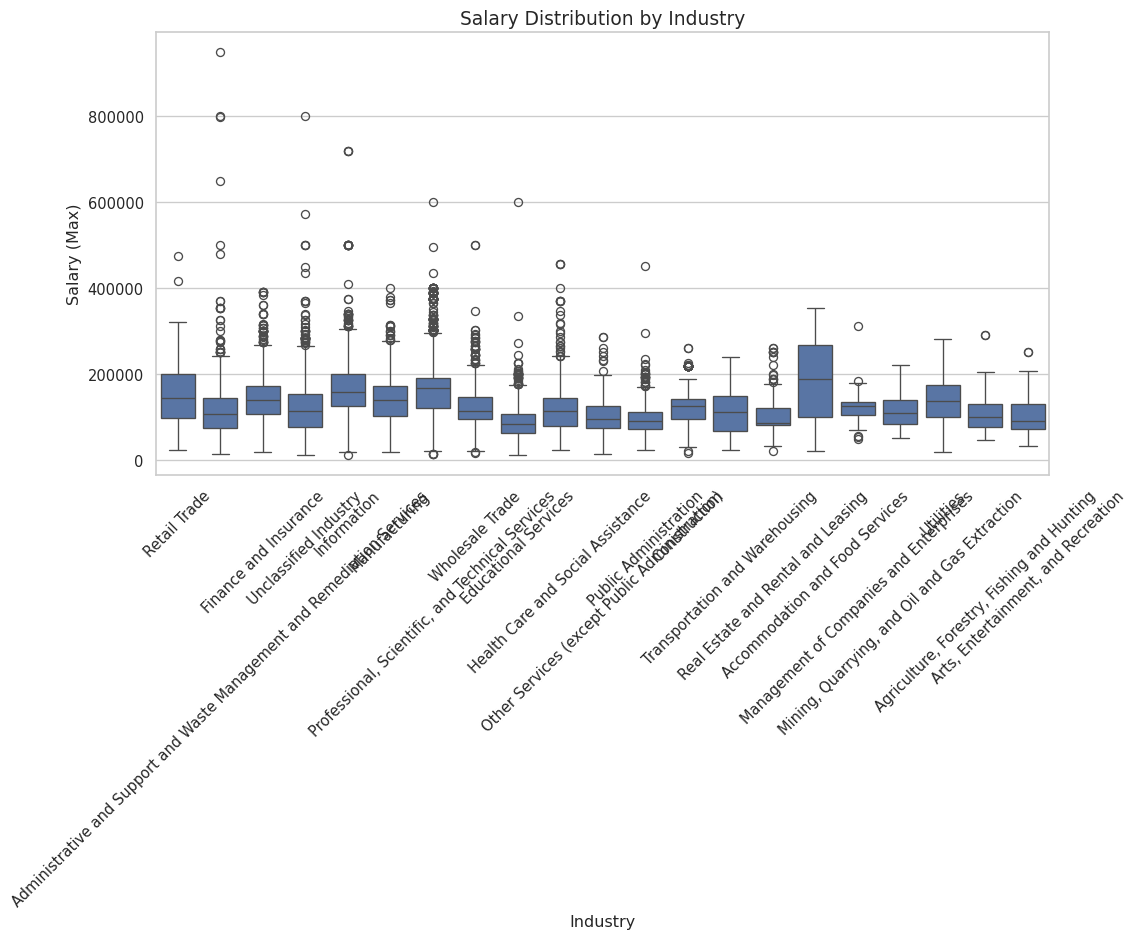 Salary Distribution by Industry
Salary (Max)
800000
600000
400000
200000
0
Retail Trade
Administrative and Support and Waste Management and Remediation Services
Finance and Insurance
Unclassified Industry
Information
Manufacturing
Professional, Scientific, and Technical Services
Wholesale Trade
Educational Services
Health Care and Social Assistance
Other Services (except Public Administration)
Public Administration
Construction
Transportation and Warehousing
Real Estate and Rental and Leasing
Accommodation and Food Services
Management of Companies and Enterprises
Mining, Quarrying, and Oil and Gas Extraction
Utilities
Agriculture, Forestry, Fishing and Hunting
Arts, Entertainment, and Recreation
Industry